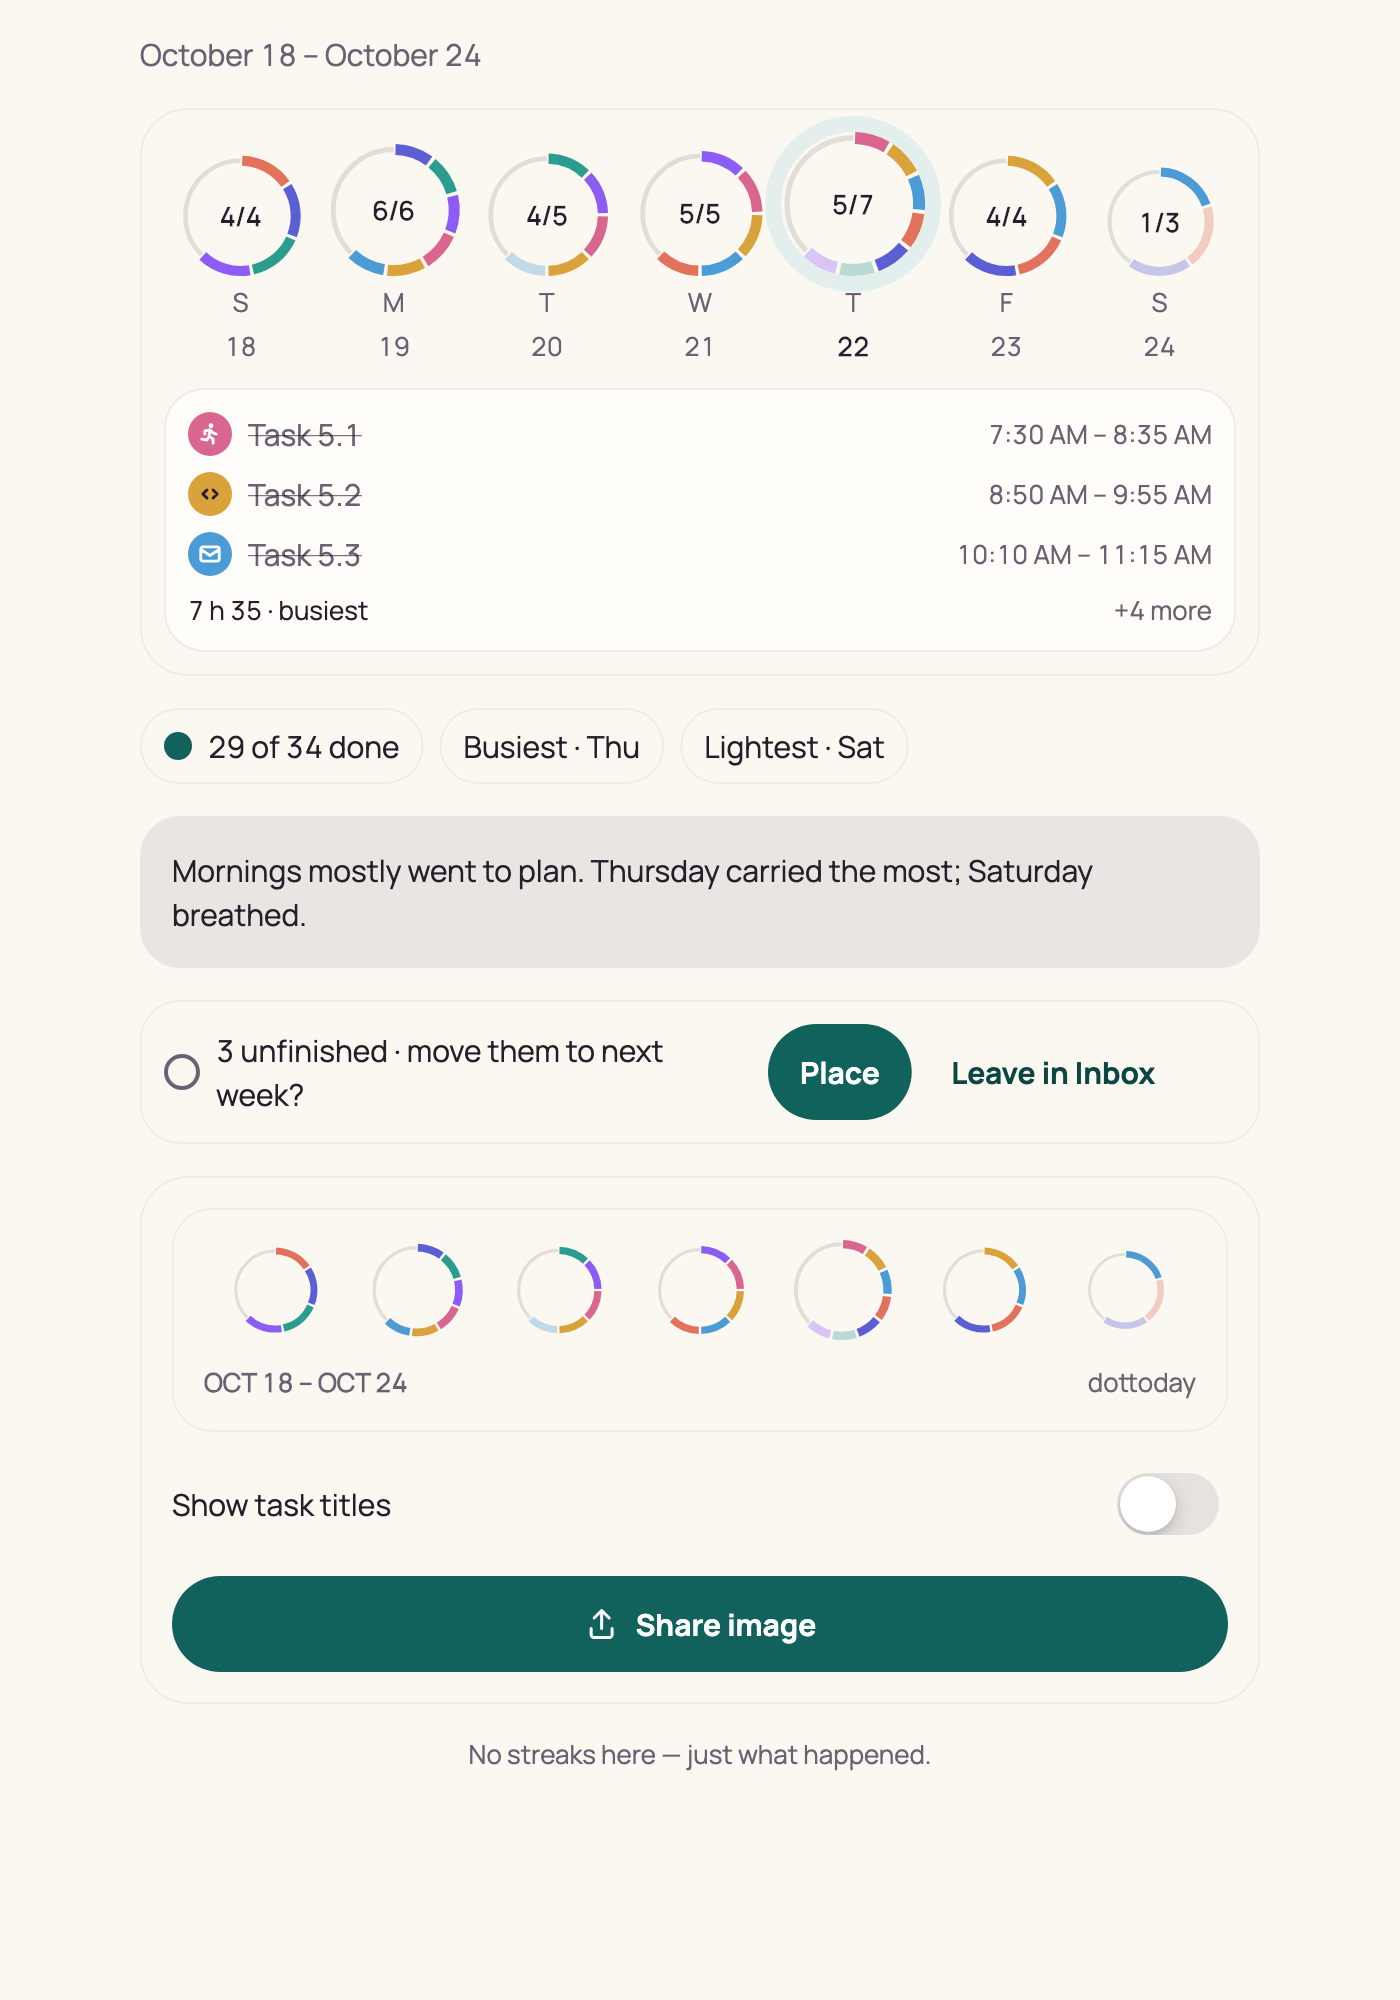 October 18 – October 24
4/4 6/6 4/5 5/5 5/7 4/4 1/3
S M T W T F S
18 19 20 21 22 23 24
Task 5.1 7:30 AM – 8:35 AM
Task 5.2 8:50 AM – 9:55 AM
Task 5.3 10:10 AM – 11:15 AM
7 h 35 · busiest +4 more
29 of 34 done Busiest · Thu Lightest · Sat
Mornings mostly went to plan. Thursday carried the most; Saturday
breathed.
3 unfinished · move them to next
week?
Place Leave in Inbox
OCT 18 – OCT 24 dottoday
Show task titles
Share image
No streaks here — just what happened.